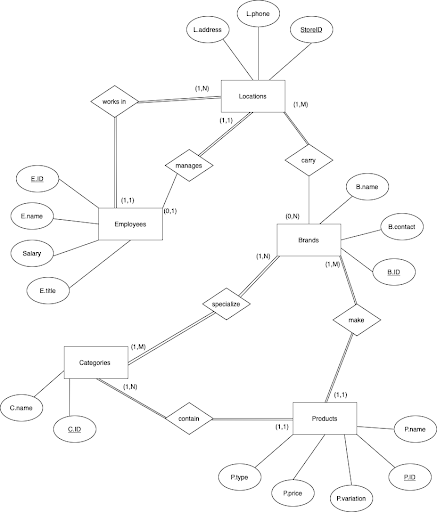 L.phone
L.address
StoreID
(1,N)
Locations
works in
(1,M)
(1,1)
manages
carry
E.ID
B.name
(1,1)
(0,1)
(0,N)
E.name
Employees
B.contact
Brands
Salary
(1,N)
(1,M)
B.ID
E.title
specialize
make
(1,M)
Categories
(1,N)
(1,1)
C.name
contain
Products
C.ID
(1,1)
P.name
P.type
P.ID
P.price
P.variation